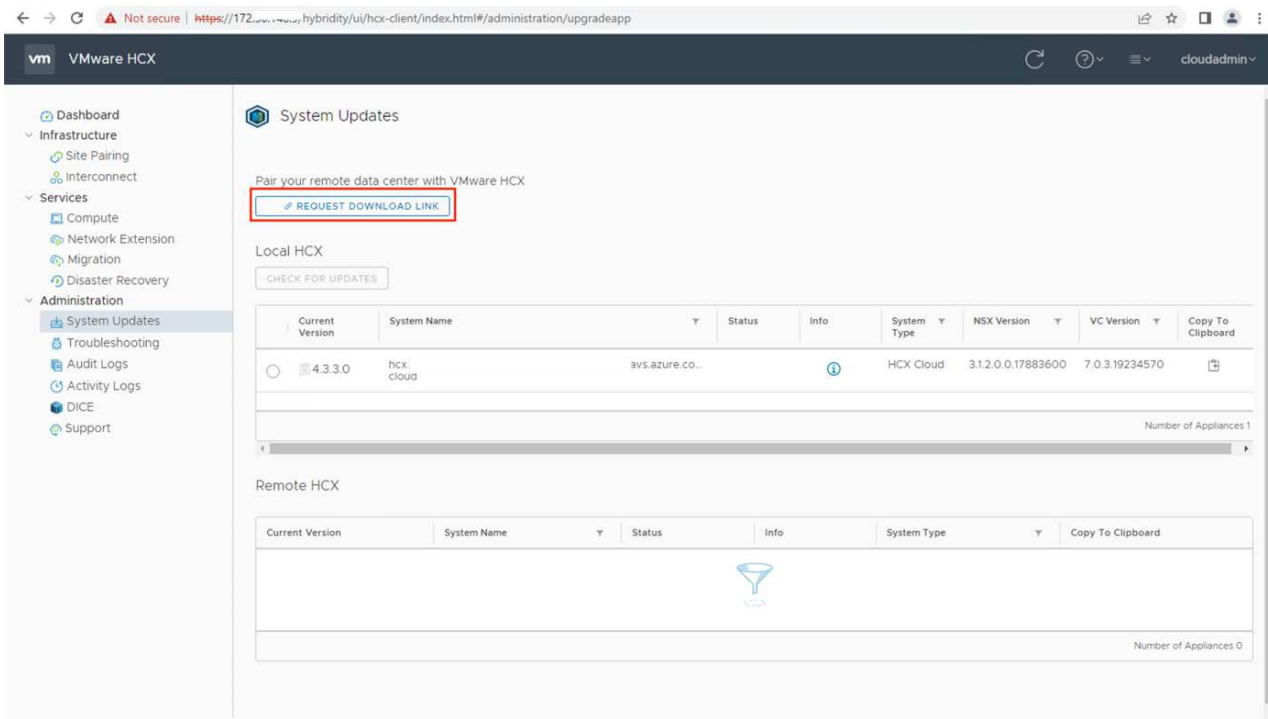 Not secure https://172. hybridity/ui/hcx-client/index.html#/administration/upgradeapp
vm VMware HCX cloudadmin
Dashboard
Infrastructure
Site Pairing
Interconnect
Services
Compute
Network Extension
Migration
Disaster Recovery
Administration
System Updates
Troubleshooting
Audit Logs
Activity Logs
DICE
Support
System Updates
Pair your remote data center with VMware HCX
REQUEST DOWNLOAD LINK
Local HCX
CHECK FOR UPDATES
Current Version System Name Status Info System Type NSX Version VC Version Copy To Clipboard
4.3.3.0 hcx. cloud avs.azure.co... HCX Cloud 3.1.2.0.0.17883600 7.0.3.19234570
Number of Appliances 1
Remote HCX
Current Version System Name Status Info System Type Copy To Clipboard
Number of Appliances 0